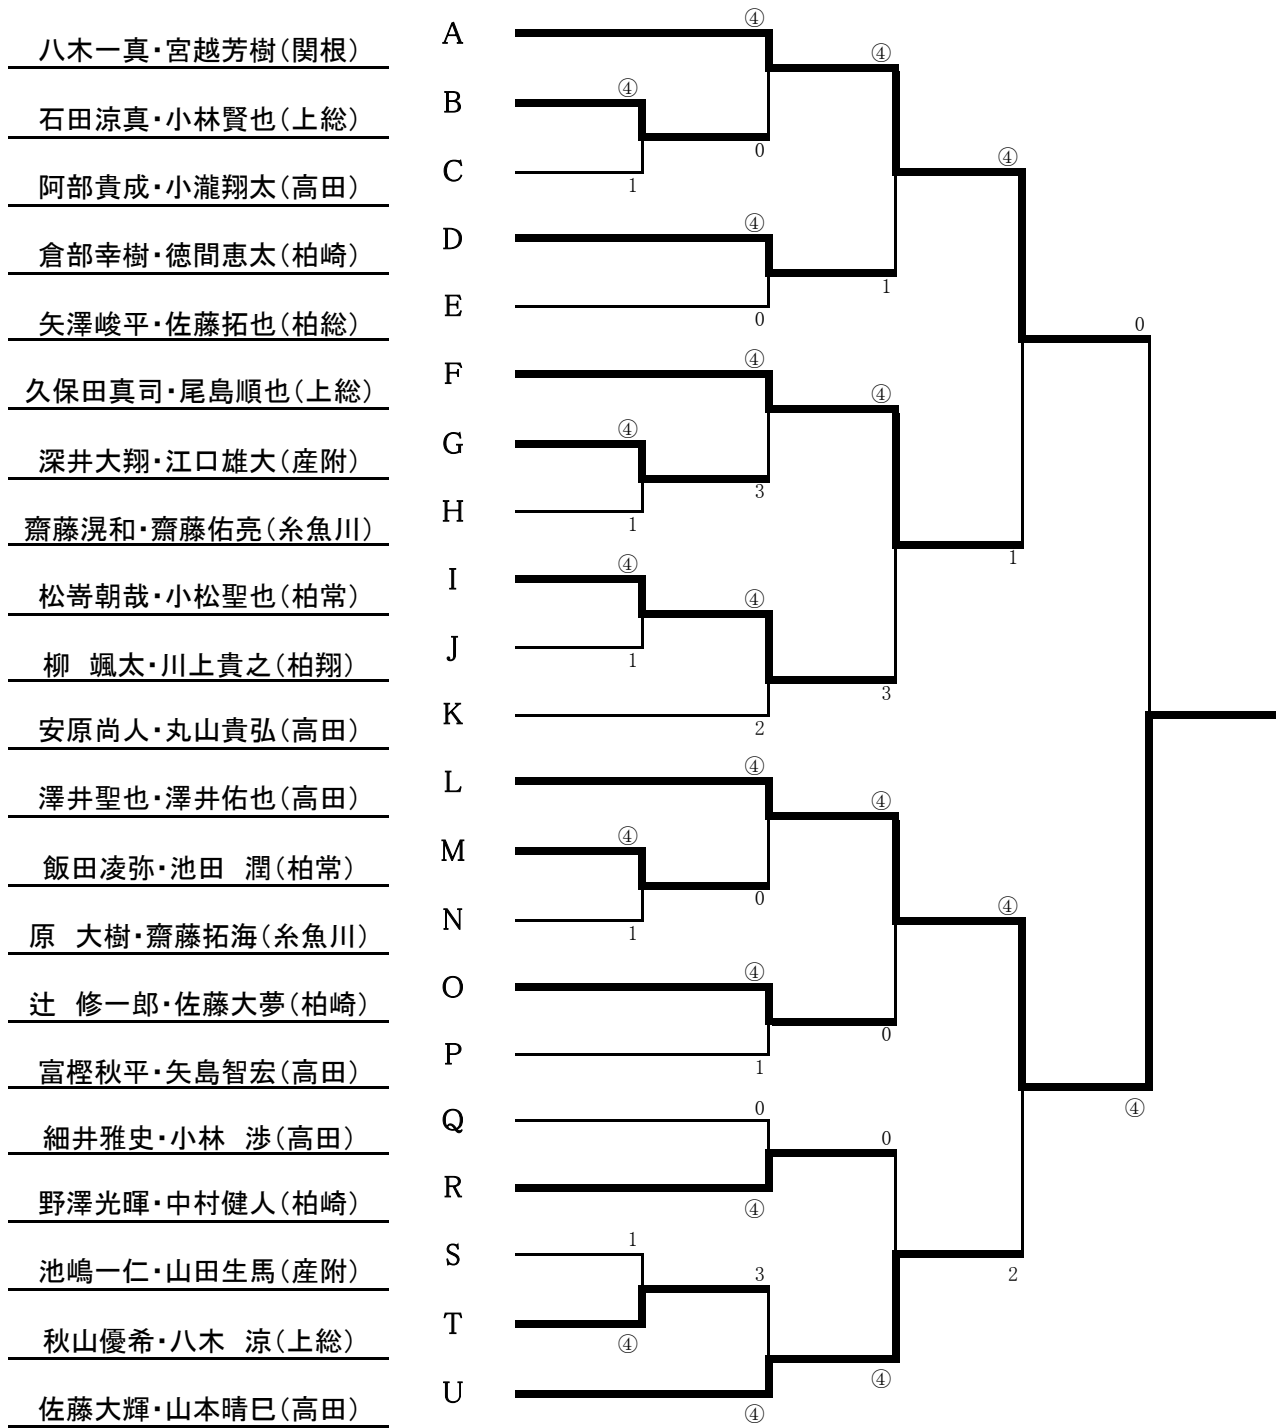 ④
八木一真・宮越芳樹(関根) A
④
④
石田涼真・小林賢也(上総) B
0
④
阿部貴成・小瀧翔太(高田) C
1
④
倉部幸樹・徳間恵太(柏崎) D
1
矢澤峻平・佐藤拓也(柏総) E
0
0
④
久保田真司・尾島順也(上総) F
④
④
深井大翔・江口雄大(産附) G
3
齋藤滉和・齋藤佑亮(糸魚川) H
1
1
④
松嵜朝哉・小松聖也(柏常) I
④
柳　颯太・川上貴之(柏翔) J
1
3
安原尚人・丸山貴弘(高田) K
2
④
澤井聖也・澤井佑也(高田) L
④
④
飯田凌弥・池田　潤(柏常) M
0
④
原　大樹・齋藤拓海(糸魚川) N
1
④
辻　修一郎・佐藤大夢(柏崎) O
0
富樫秋平・矢島智宏(高田) P
1
0
④
細井雅史・小林　渉(高田) Q
0
野澤光暉・中村健人(柏崎) R
④
1
池嶋一仁・山田生馬(産附) S
3
2
秋山優希・八木　涼(上総) T
④
④
佐藤大輝・山本晴巳(高田) U
④